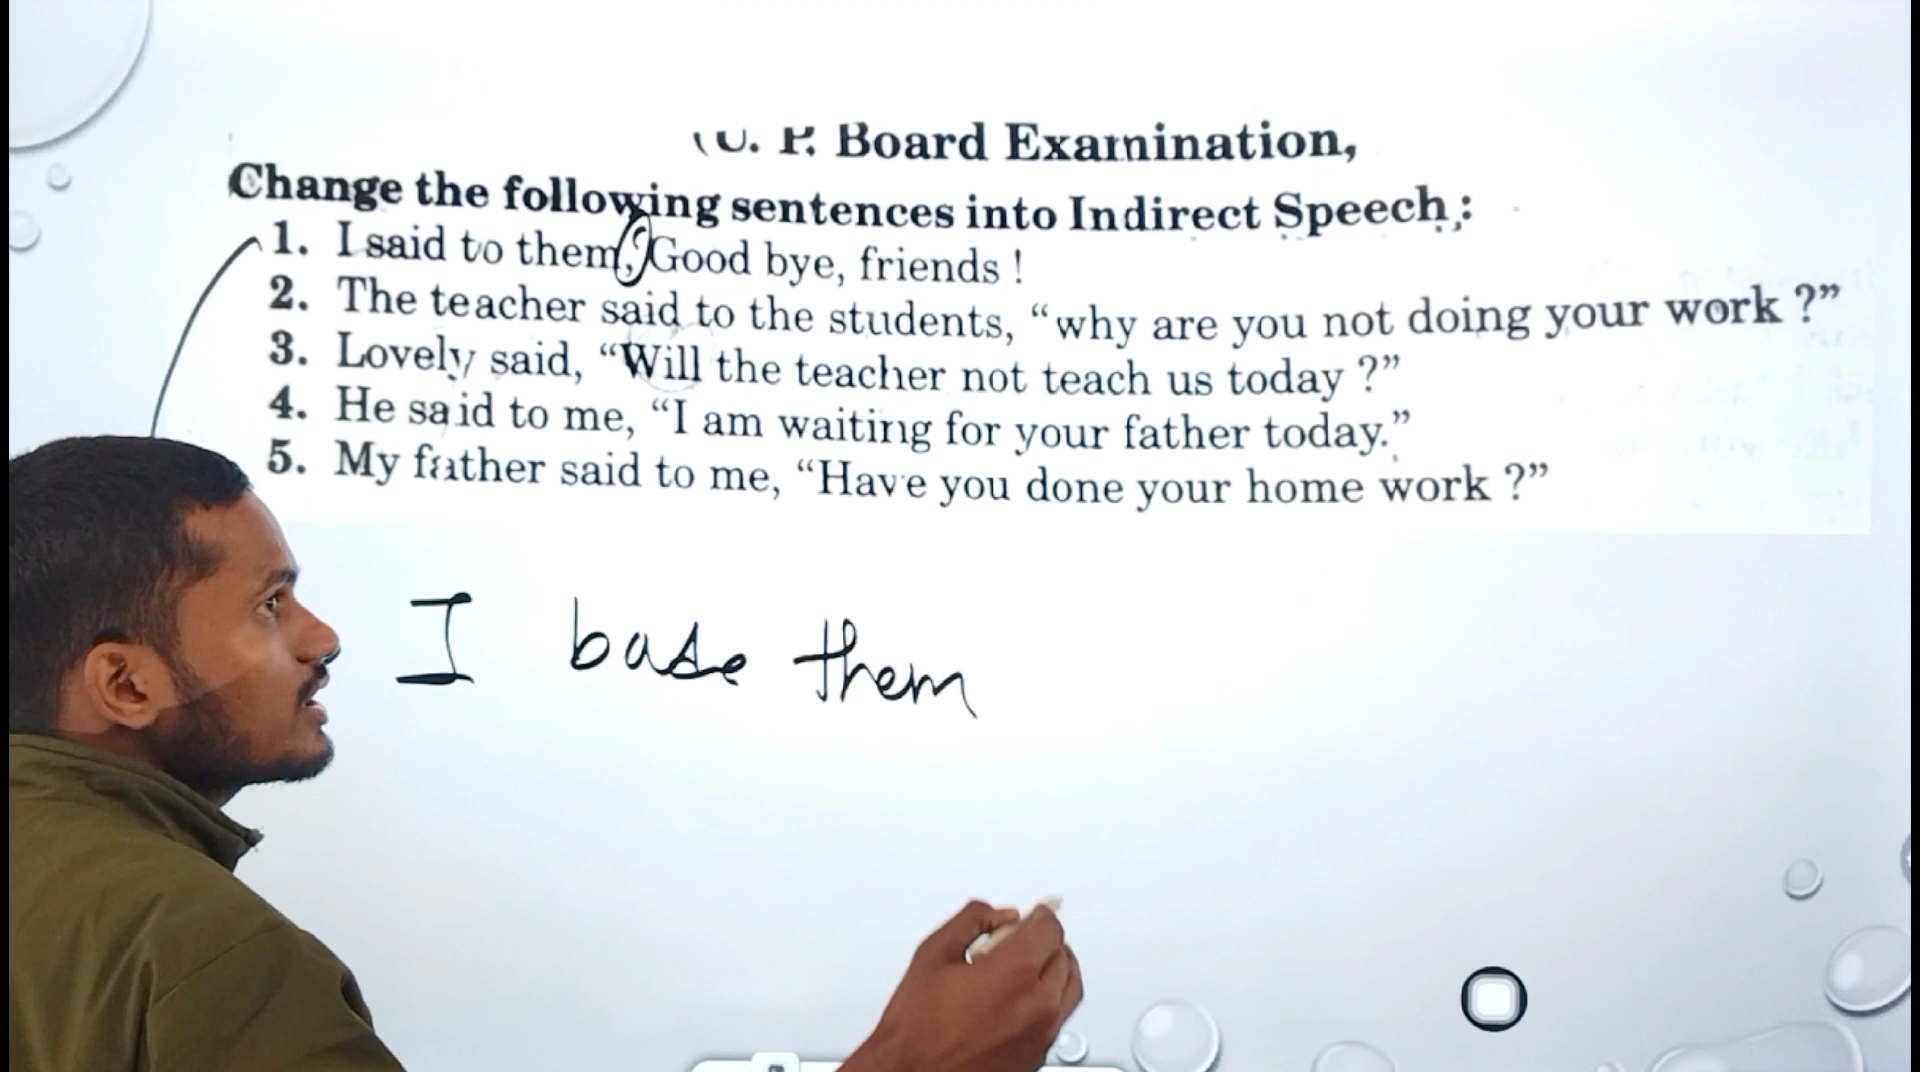 (U. P. Board Examination,
Change the following sentences into Indirect Speech :
1. I said to them, Good bye, friends !
2. The teacher said to the students, “why are you not doing your work ?”
3. Lovely said, “Will the teacher not teach us today ?”
4. He said to me, “I am waiting for your father today.”
5. My father said to me, “Have you done your home work ?”
I bade them